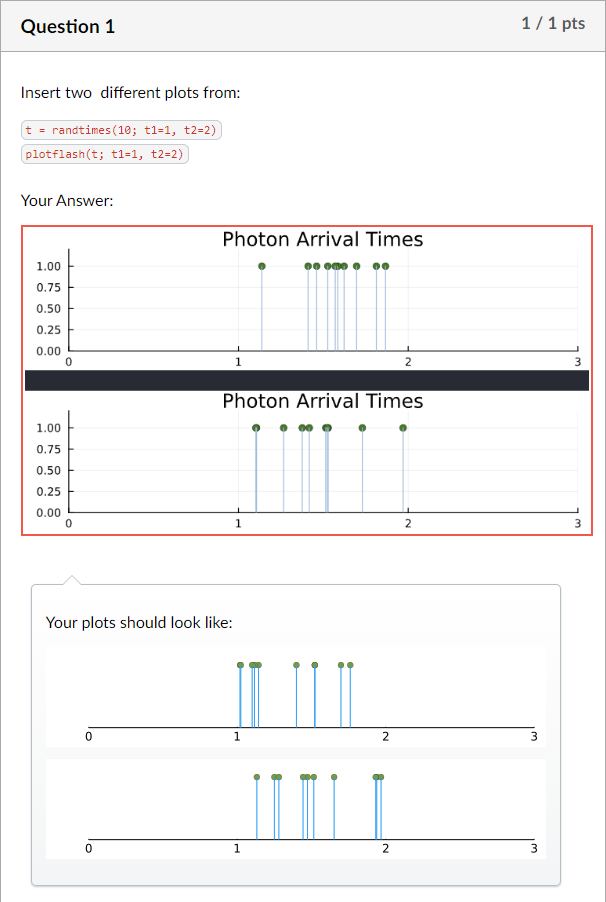 Question 1
1 / 1 pts
Insert two  different plots from:
t = randtimes(10; t1=1, t2=2)
plotflash(t; t1=1, t2=2)
Your Answer:
Photon Arrival Times
1.00
0.75
0.50
0.25
0.00
0 1 2 3
Photon Arrival Times
1.00
0.75
0.50
0.25
0.00
0 1 2 3
Your plots should look like:
0 1 2 3
0 1 2 3